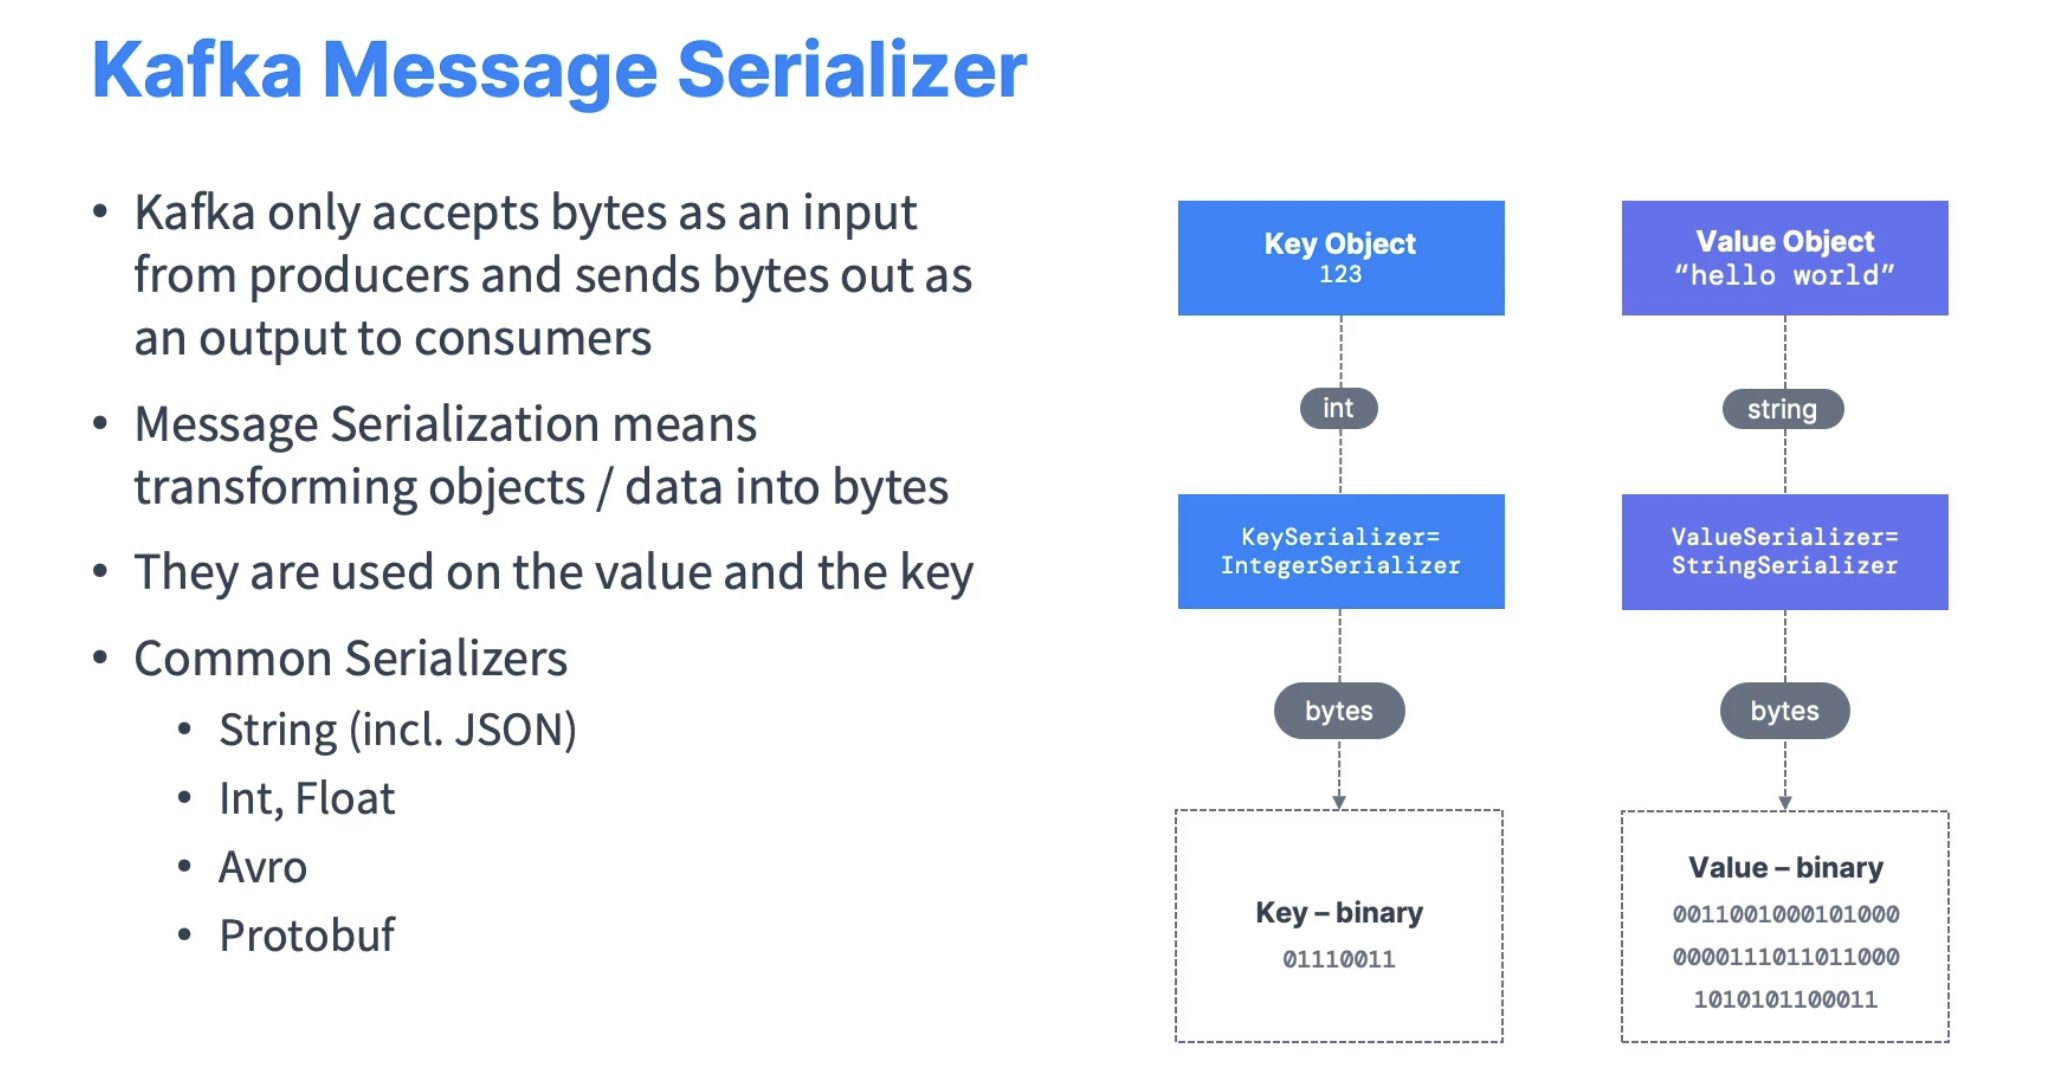 Kafka Message Serializer
• Kafka only accepts bytes as an input
from producers and sends bytes out as
an output to consumers
• Message Serialization means
transforming objects / data into bytes
• They are used on the value and the key
• Common Serializers
• String (incl. JSON)
• Int, Float
• Avro
• Protobuf
Key Object
123
int
KeySerializer=
IntegerSerializer
bytes
Key – binary
01110011
Value Object
“hello world”
string
ValueSerializer=
StringSerializer
bytes
Value – binary
0011001000101000
0000111011011000
1010101100011